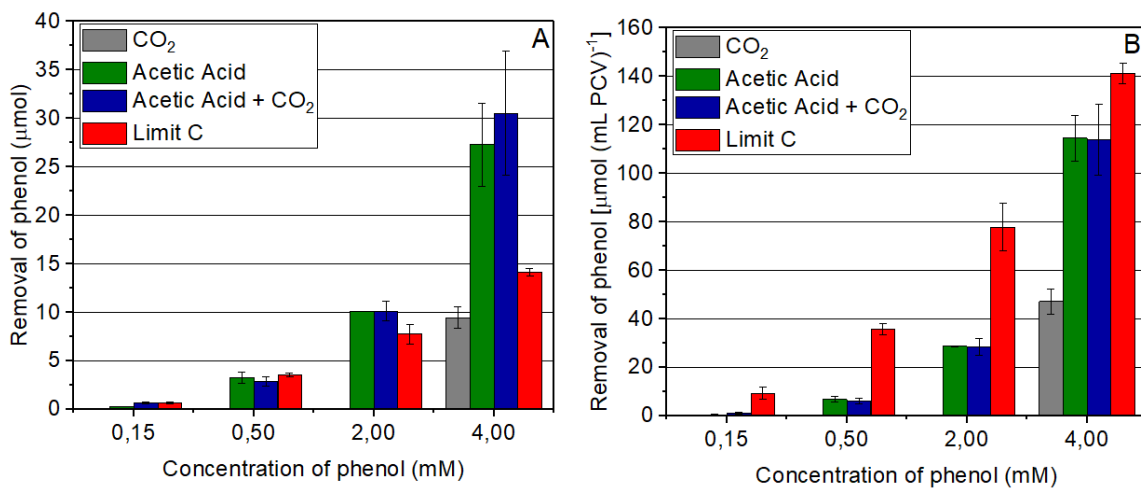 A
CO₂
Acetic Acid
Acetic Acid + CO₂
Limit C
Removal of phenol (μmol)
40
35
30
25
20
15
10
5
0
0,15 0,50 2,00 4,00
Concentration of phenol (mM)
B
CO₂
Acetic Acid
Acetic Acid + CO₂
Limit C
Removal of phenol [μmol (mL PCV)⁻¹]
160
140
120
100
80
60
40
20
0
0,15 0,50 2,00 4,00
Concentration of phenol (mM)